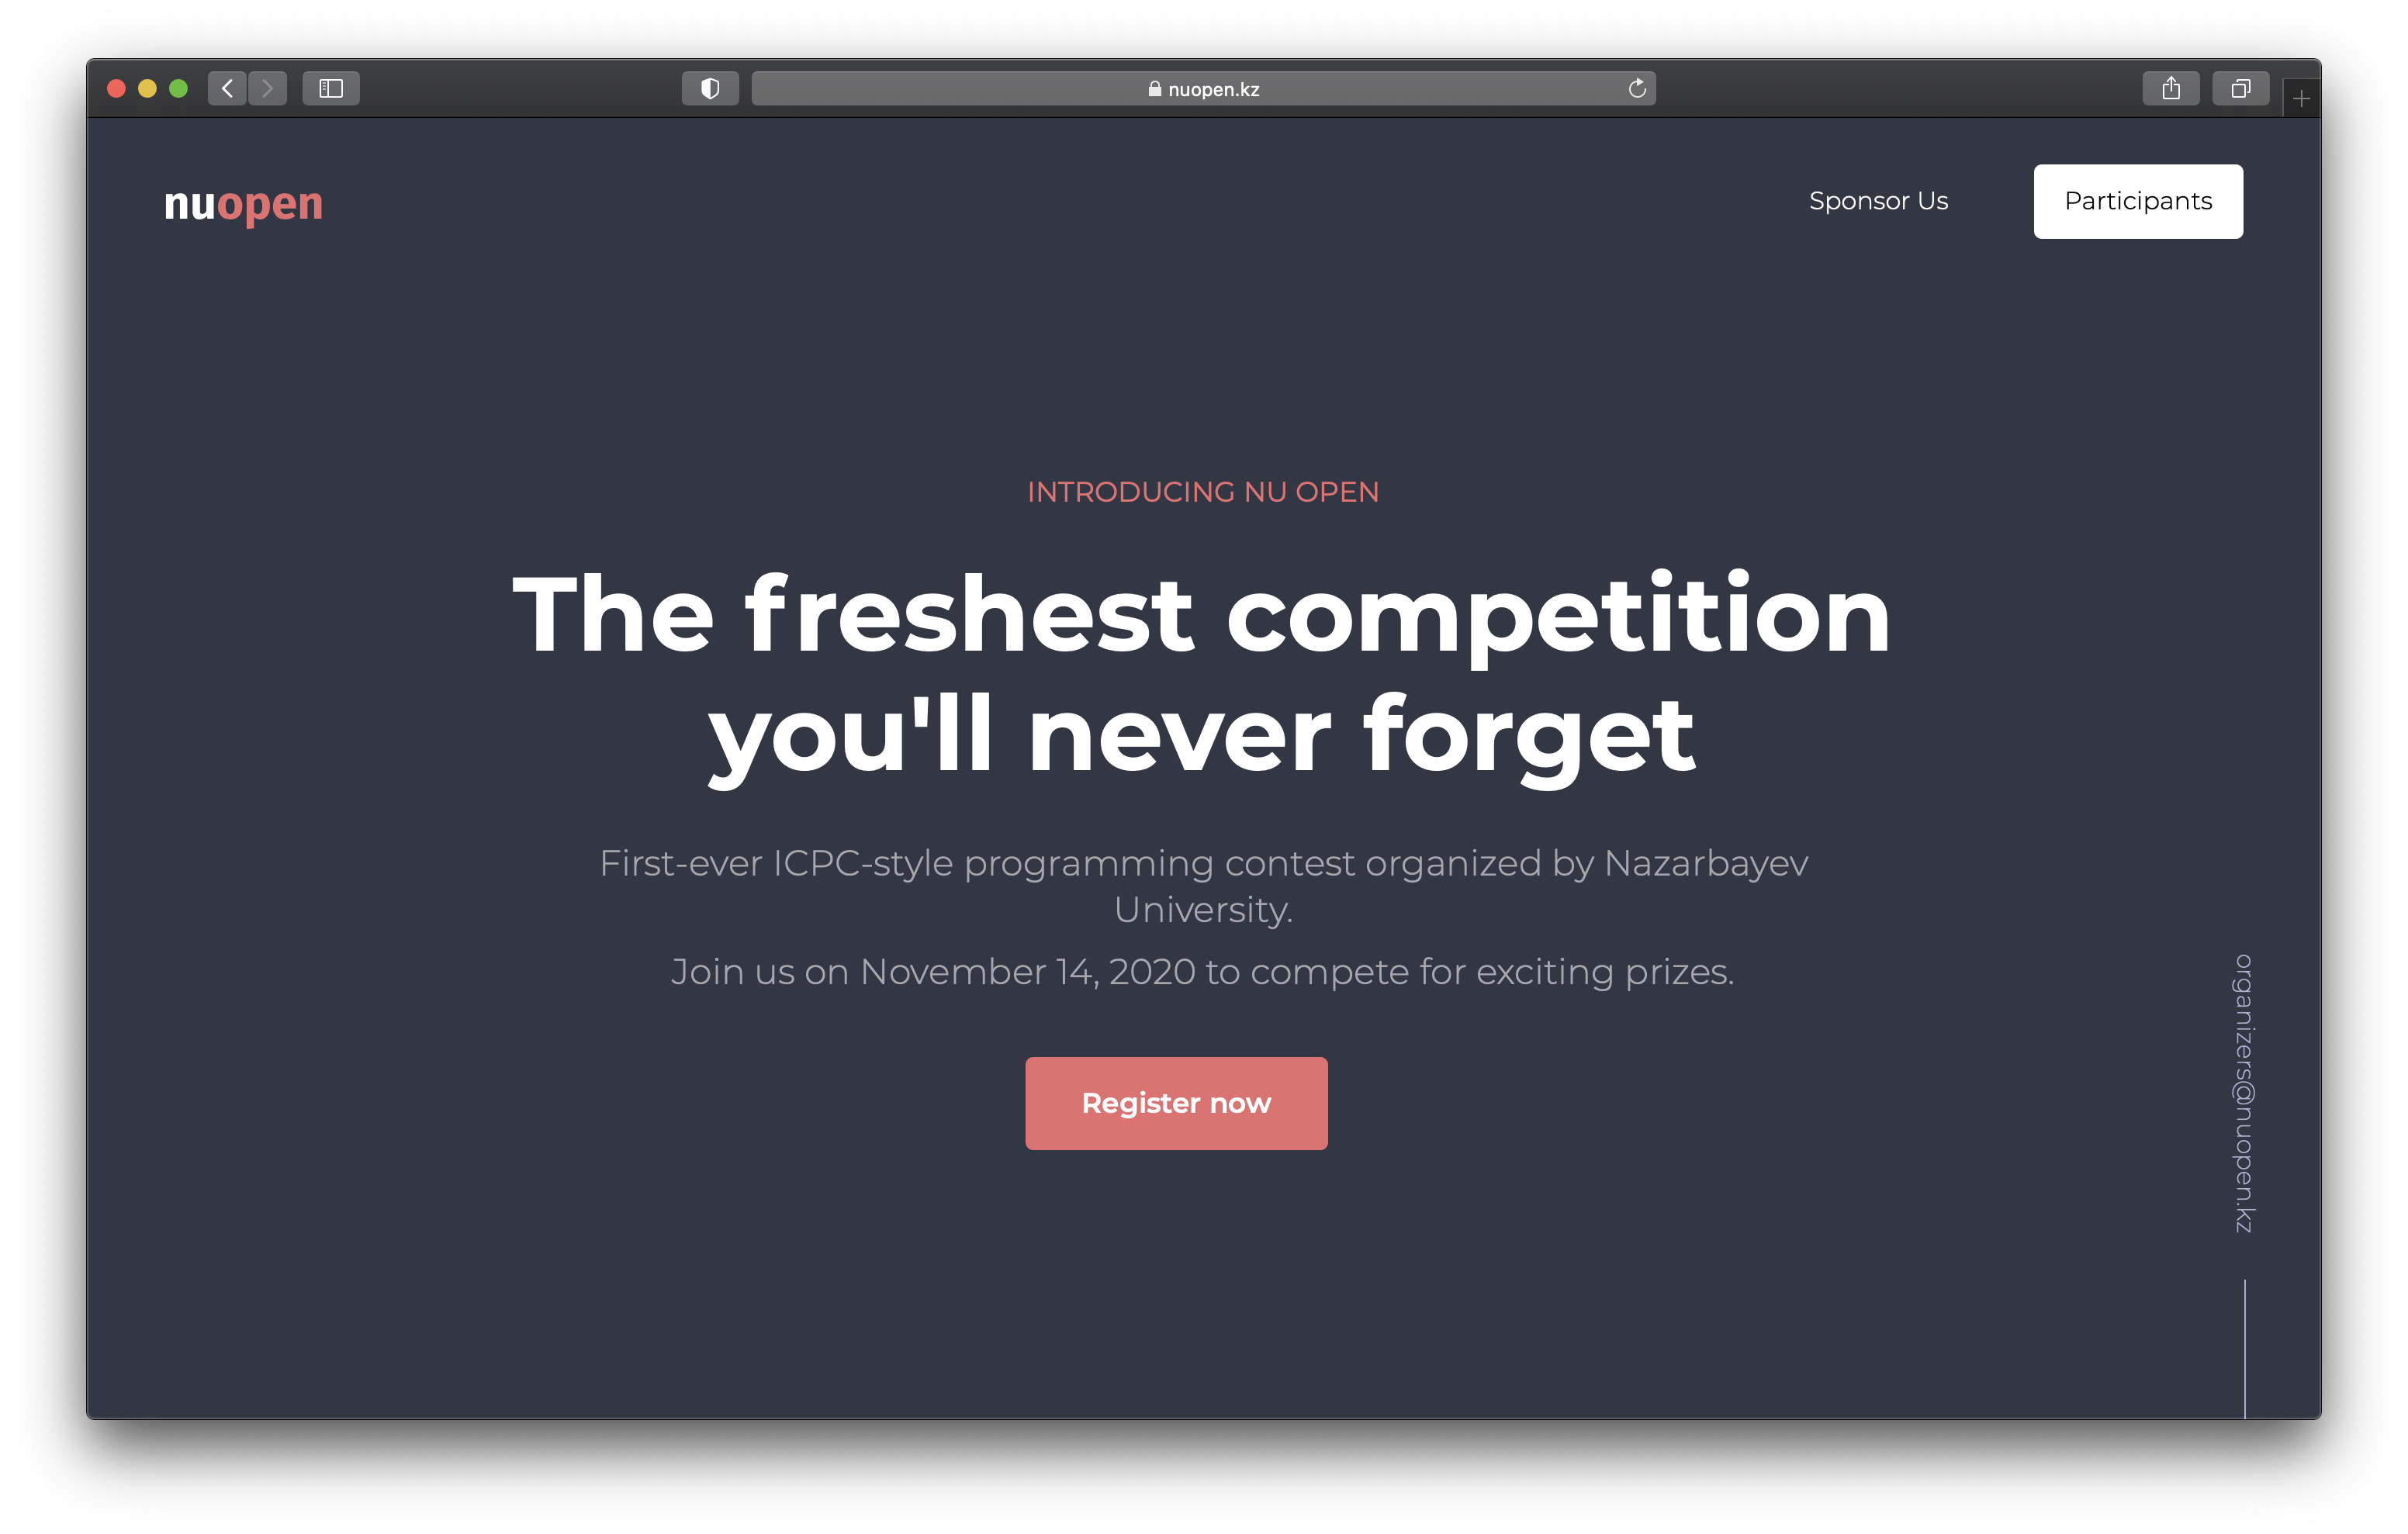 nuopen.kz
nuopen
Sponsor Us
Participants
INTRODUCING NU OPEN
The freshest competition
you'll never forget
First-ever ICPC-style programming contest organized by Nazarbayev
University.
Join us on November 14, 2020 to compete for exciting prizes.
Register now
organizers@nuopen.kz